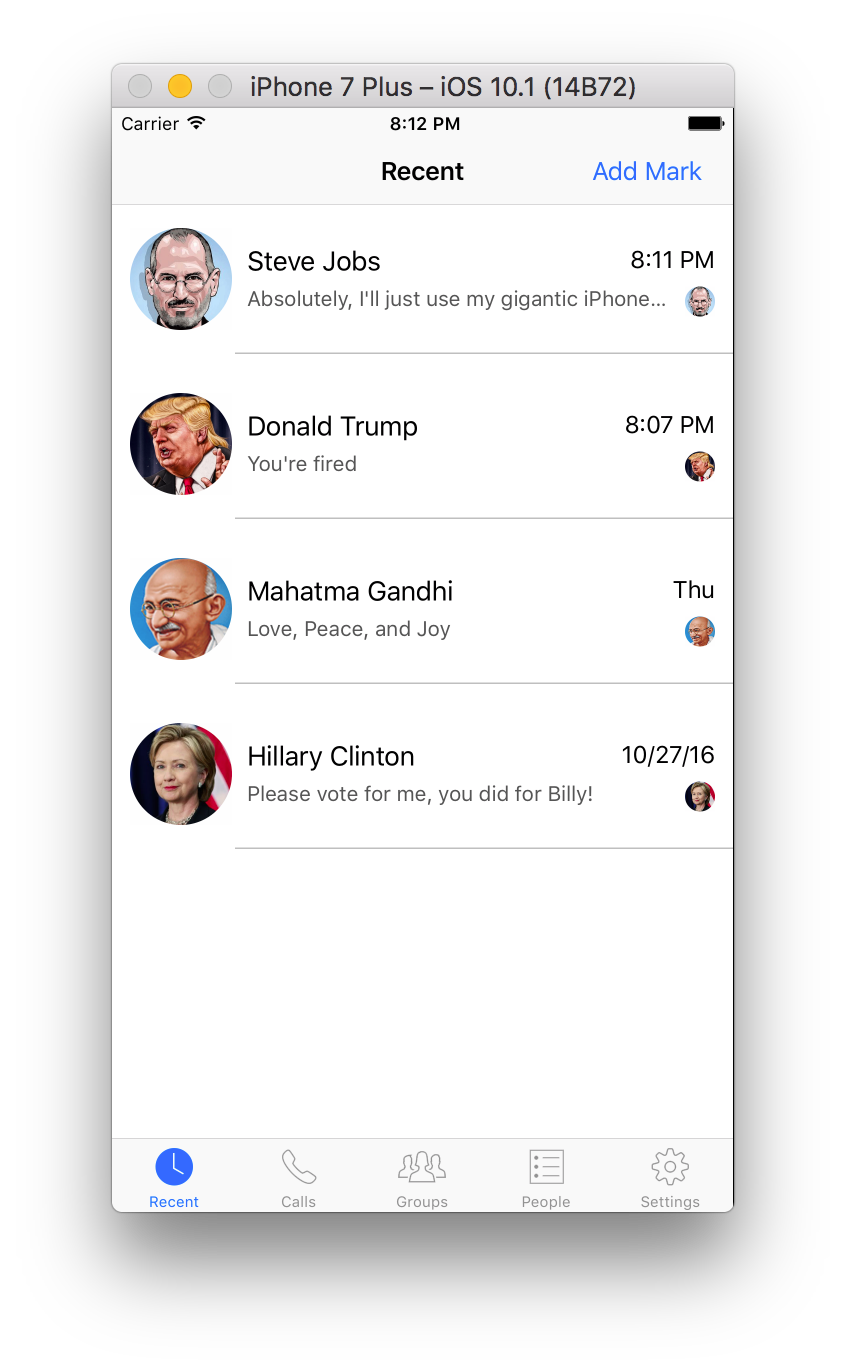 iPhone 7 Plus – iOS 10.1 (14B72)
Carrier 8:12 PM
Recent Add Mark
Steve Jobs 8:11 PM
Absolutely, I'll just use my gigantic iPhone...
Donald Trump 8:07 PM
You're fired
Mahatma Gandhi Thu
Love, Peace, and Joy
Hillary Clinton 10/27/16
Please vote for me, you did for Billy!
Recent Calls Groups People Settings